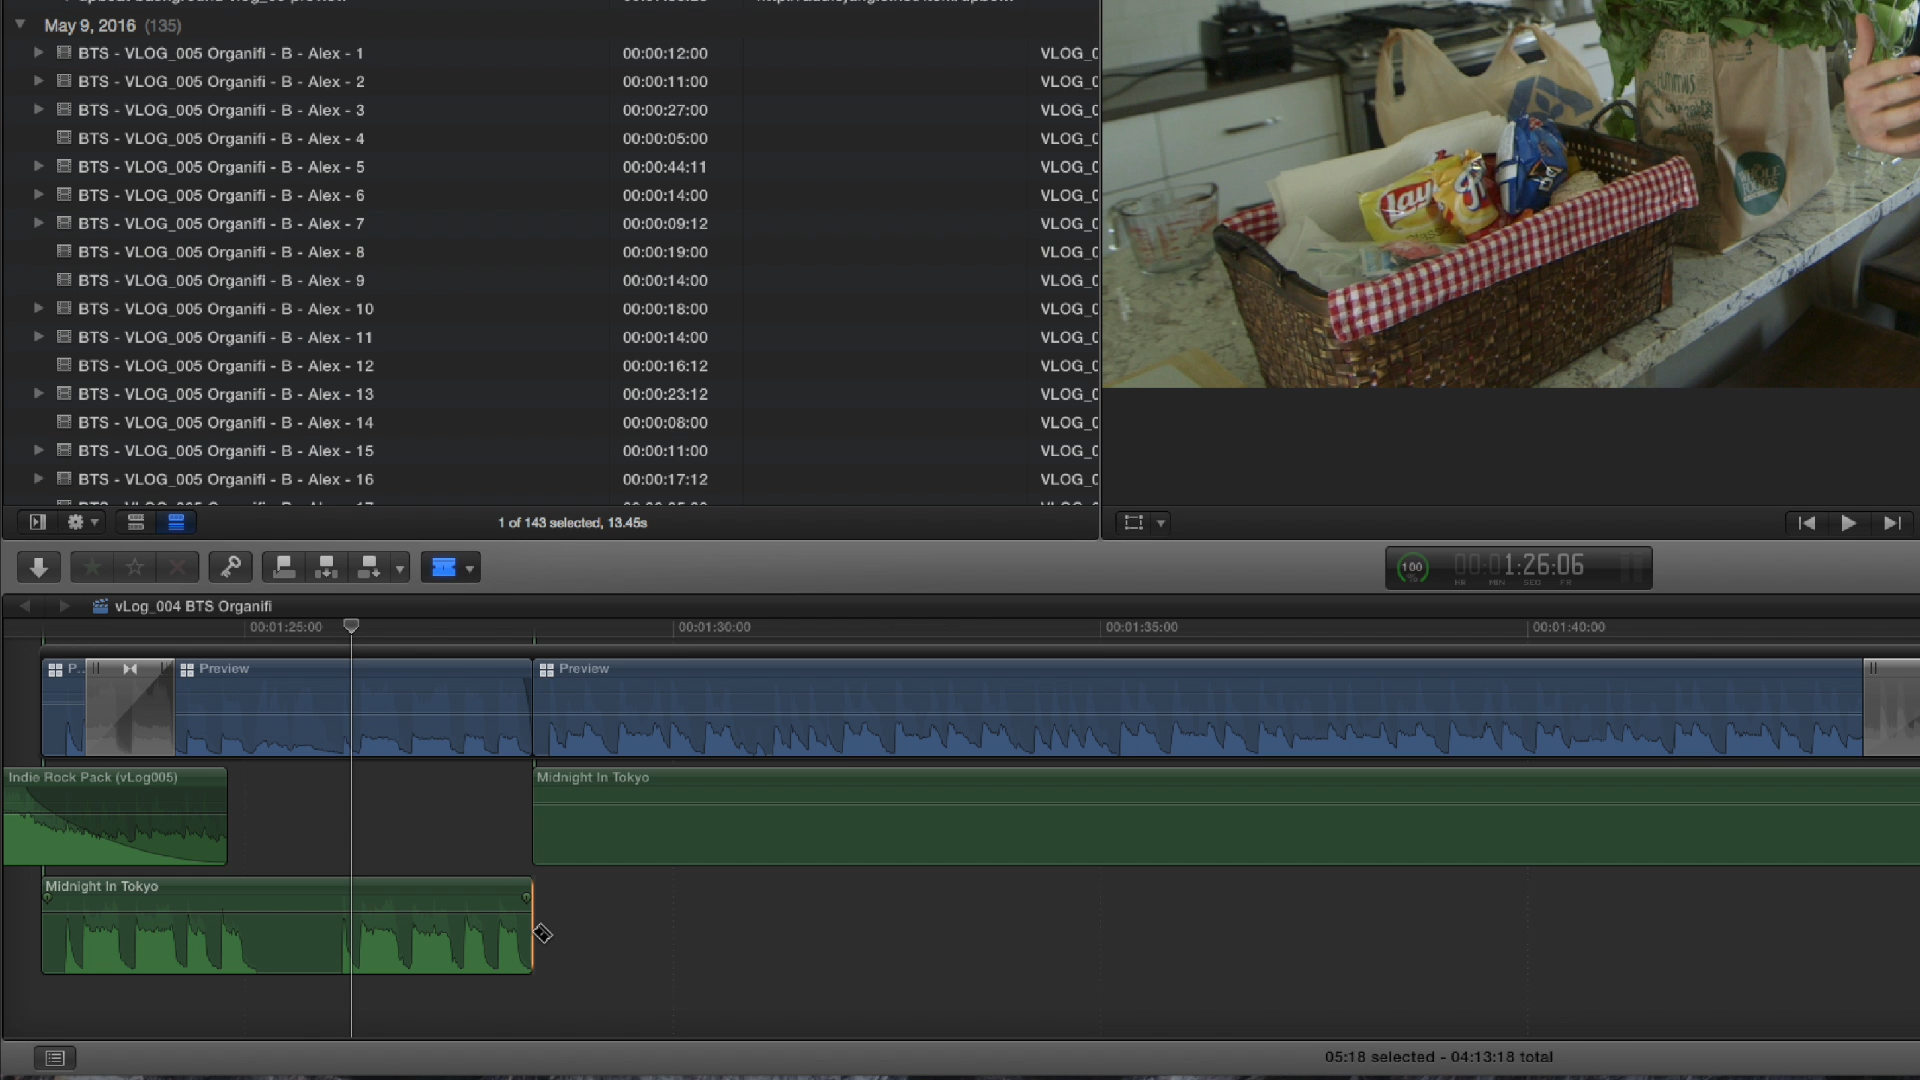 May 9, 2016 (135)
BTS - VLOG_005 Organifi - B - Alex - 1 00:00:12:00 VLOG_0
BTS - VLOG_005 Organifi - B - Alex - 2 00:00:11:00 VLOG_0
BTS - VLOG_005 Organifi - B - Alex - 3 00:00:27:00 VLOG_0
BTS - VLOG_005 Organifi - B - Alex - 4 00:00:05:00 VLOG_0
BTS - VLOG_005 Organifi - B - Alex - 5 00:00:44:11 VLOG_0
BTS - VLOG_005 Organifi - B - Alex - 6 00:00:14:00 VLOG_0
BTS - VLOG_005 Organifi - B - Alex - 7 00:00:09:12 VLOG_0
BTS - VLOG_005 Organifi - B - Alex - 8 00:00:19:00 VLOG_0
BTS - VLOG_005 Organifi - B - Alex - 9 00:00:14:00 VLOG_0
BTS - VLOG_005 Organifi - B - Alex - 10 00:00:18:00 VLOG_0
BTS - VLOG_005 Organifi - B - Alex - 11 00:00:14:00 VLOG_0
BTS - VLOG_005 Organifi - B - Alex - 12 00:00:16:12 VLOG_0
BTS - VLOG_005 Organifi - B - Alex - 13 00:00:23:12 VLOG_0
BTS - VLOG_005 Organifi - B - Alex - 14 00:00:08:00 VLOG_0
BTS - VLOG_005 Organifi - B - Alex - 15 00:00:11:00 VLOG_0
BTS - VLOG_005 Organifi - B - Alex - 16 00:00:17:12 VLOG_0
Lay's
WHOLE FOODS
1 of 143 selected, 13.45s
100 % 00:01:26:06
HR MIN SEC FR
vLog_004 BTS Organifi
00:01:25:00 00:01:30:00 00:01:35:00 00:01:40:00
P... Preview Preview
Indie Rock Pack (vLog005) Midnight In Tokyo
Midnight In Tokyo
05:18 selected - 04:13:18 total